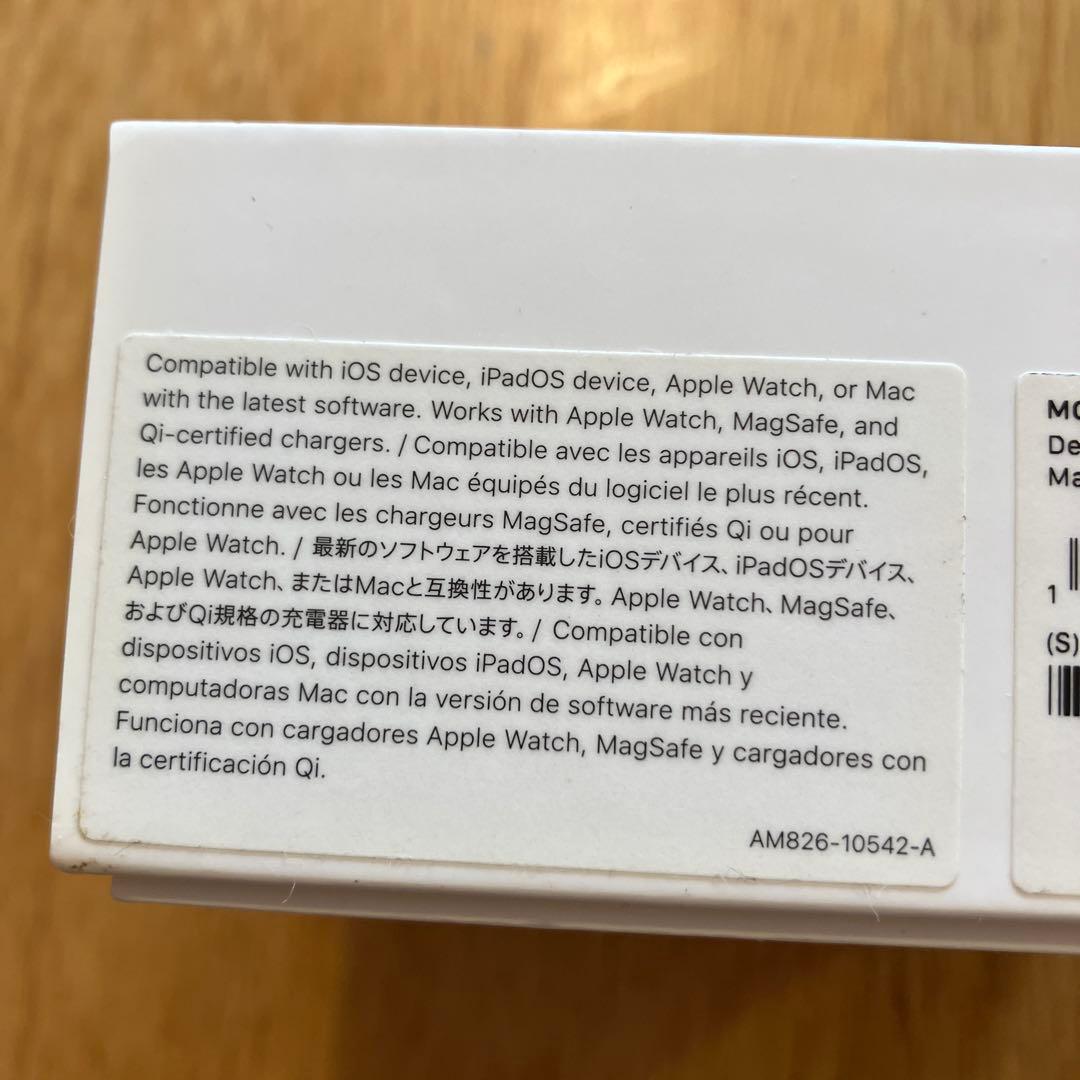 Compatible with iOS device, iPadOS device, Apple Watch, or Mac
with the latest software. Works with Apple Watch, MagSafe, and
Qi-certified chargers. / Compatible avec les appareils iOS, iPadOS,
les Apple Watch ou les Mac équipés du logiciel le plus récent.
Fonctionne avec les chargeurs MagSafe, certifiés Qi ou pour
Apple Watch. / 最新のソフトウェアを搭載したiOSデバイス、iPadOSデバイス、
Apple Watch、またはMacと互換性があります。Apple Watch、MagSafe、
およびQi規格の充電器に対応しています。/ Compatible con
dispositivos iOS, dispositivos iPadOS, Apple Watch y
computadoras Mac con la versión de software más reciente.
Funciona con cargadores Apple Watch, MagSafe y cargadores con
la certificación Qi.
AM826-10542-A
De
Ma
1
(S)